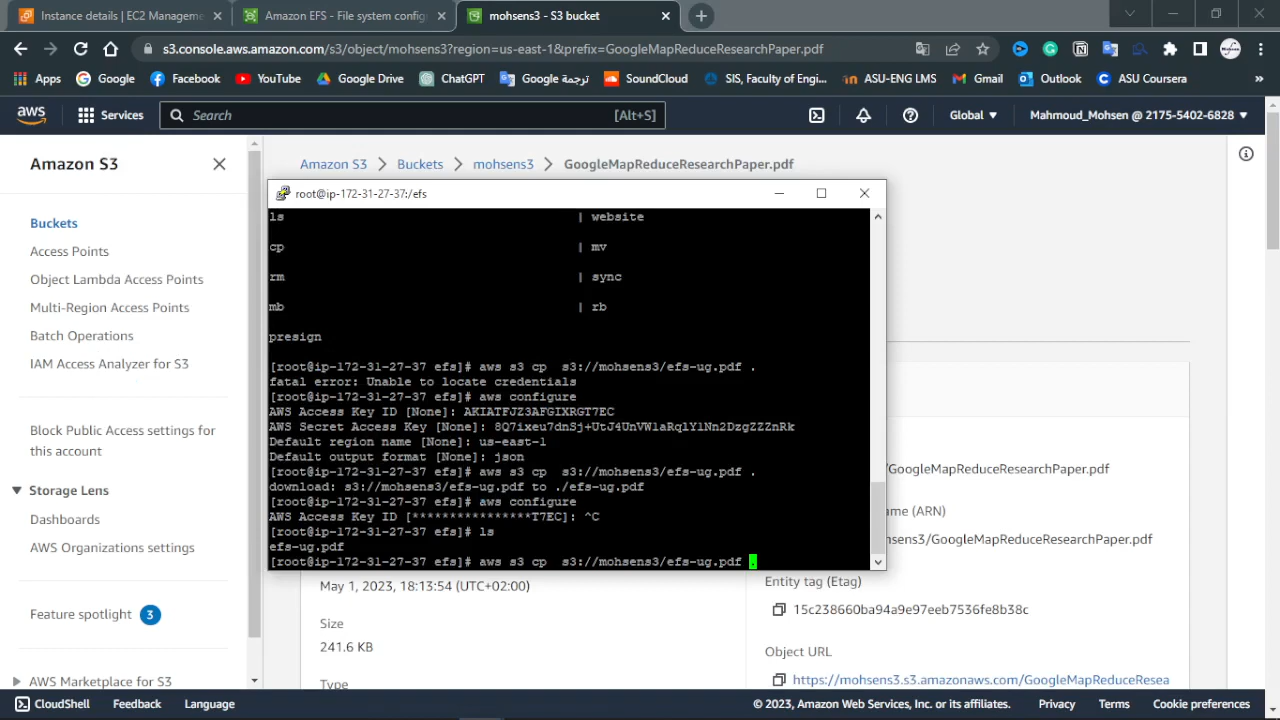 Instance details | EC2 Manageme
Amazon EFS - File system config
mohsens3 - S3 bucket
s3.console.aws.amazon.com/s3/object/mohsens3?region=us-east-1&prefix=GoogleMapReduceResearchPaper.pdf
Apps Google Facebook YouTube Google Drive ChatGPT ترجمة Google SoundCloud SIS, Faculty of Engi... ASU-ENG LMS Gmail Outlook ASU Coursera »
aws Services Search [Alt+S] Global Mahmoud_Mohsen @ 2175-5402-6828
Amazon S3
Buckets
Access Points
Object Lambda Access Points
Multi-Region Access Points
Batch Operations
IAM Access Analyzer for S3
Block Public Access settings for
this account
Storage Lens
Dashboards
AWS Organizations settings
Feature spotlight 3
AWS Marketplace for S3
Amazon S3 > Buckets > mohsens3 > GoogleMapReduceResearchPaper.pdf
root@ip-172-31-27-37:/efs
ls | website
cp | mv
rm | sync
mb | rb
presign
[root@ip-172-31-27-37 efs]# aws s3 cp  s3://mohsens3/efs-ug.pdf .
fatal error: Unable to locate credentials
[root@ip-172-31-27-37 efs]# aws configure
AWS Access Key ID [None]: AKIATFJZ3AFGIXRGT7EC
AWS Secret Access Key [None]: 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
Default region name [None]: us-east-1
Default output format [None]: json
[root@ip-172-31-27-37 efs]# aws s3 cp  s3://mohsens3/efs-ug.pdf .
download: s3://mohsens3/efs-ug.pdf to ./efs-ug.pdf
[root@ip-172-31-27-37 efs]# aws configure
AWS Access Key ID [****************T7EC]: ^C
[root@ip-172-31-27-37 efs]# ls
efs-ug.pdf
[root@ip-172-31-27-37 efs]# aws s3 cp  s3://mohsens3/efs-ug.pdf .
/GoogleMapReduceResearchPaper.pdf
ame (ARN)
nsens3/GoogleMapReduceResearchPaper.pdf
May 1, 2023, 18:13:54 (UTC+02:00)
Size
241.6 KB
Type
Entity tag (Etag)
15c238660ba94a9e97eeb7536fe8b38c
Object URL
https://mohsens3.s3.amazonaws.com/GoogleMapReduceResea
CloudShell Feedback Language © 2023, Amazon Web Services, Inc. or its affiliates. Privacy Terms Cookie preferences